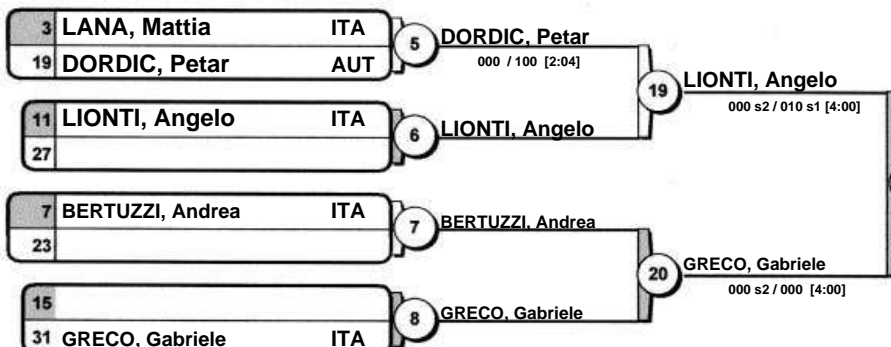 3 LANA, Mattia ITA
19 DORDIC, Petar AUT
5
DORDIC, Petar
000 / 100 [2:04]
11 LIONTI, Angelo ITA
27
6
LIONTI, Angelo
19
LIONTI, Angelo
000 s2 / 010 s1 [4:00]
7 BERTUZZI, Andrea ITA
23
7
BERTUZZI, Andrea
15
31 GRECO, Gabriele ITA
8
GRECO, Gabriele
20
GRECO, Gabriele
000 s2 / 000 [4:00]